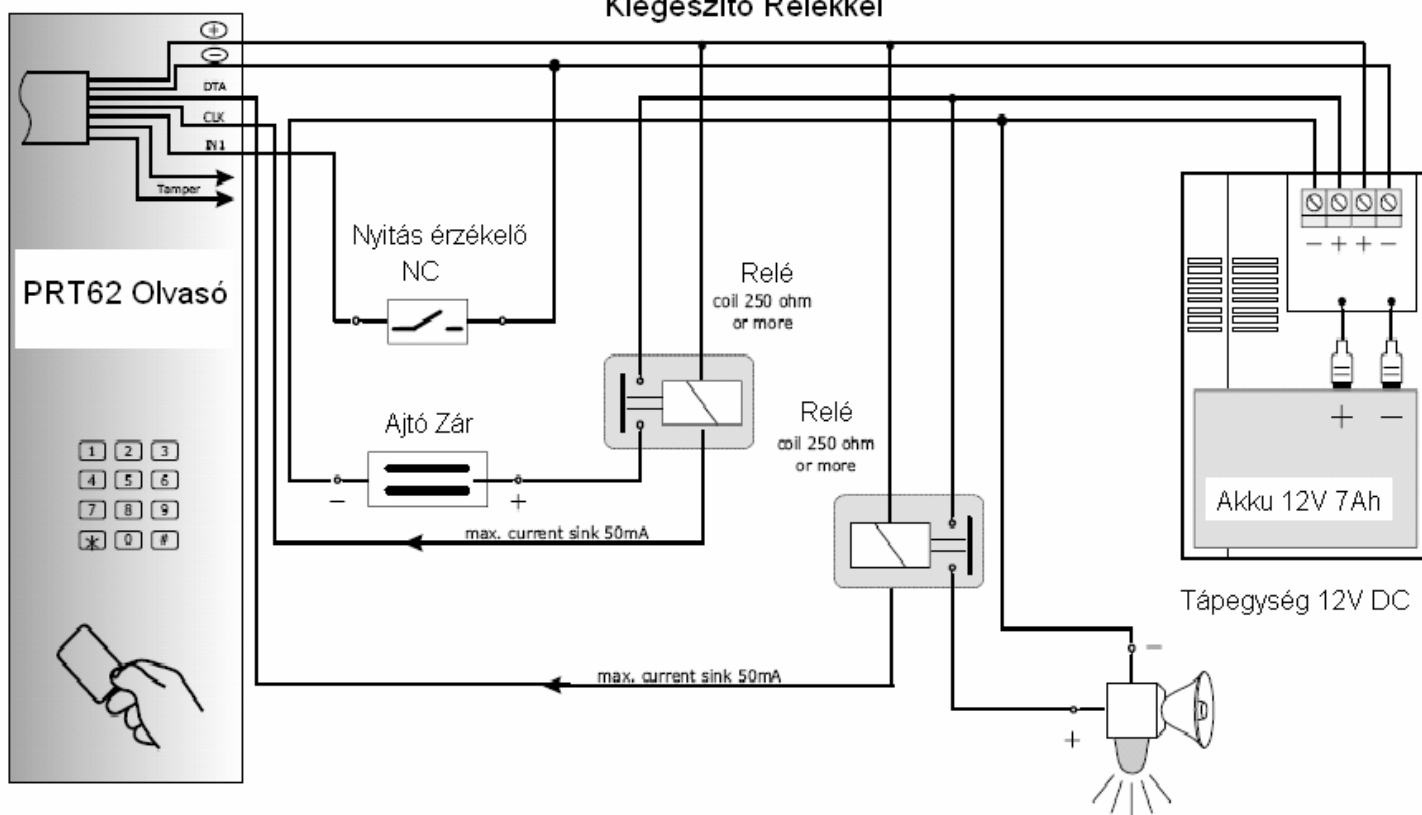 Kiegészítő Relékkel
+
−
DTA
CLK
IN1
Tamper
PRT62 Olvasó
1 2 3
4 5 6
7 8 9
* 0 #
Nyitás érzékelő
NC
Relé
coil 250 ohm
or more
Ajtó Zár
− +
max. current sink 50mA
Relé
coil 250 ohm
or more
max. current sink 50mA
− + + −
+ −
Akku 12V 7Ah
Tápegység 12V DC
−
+